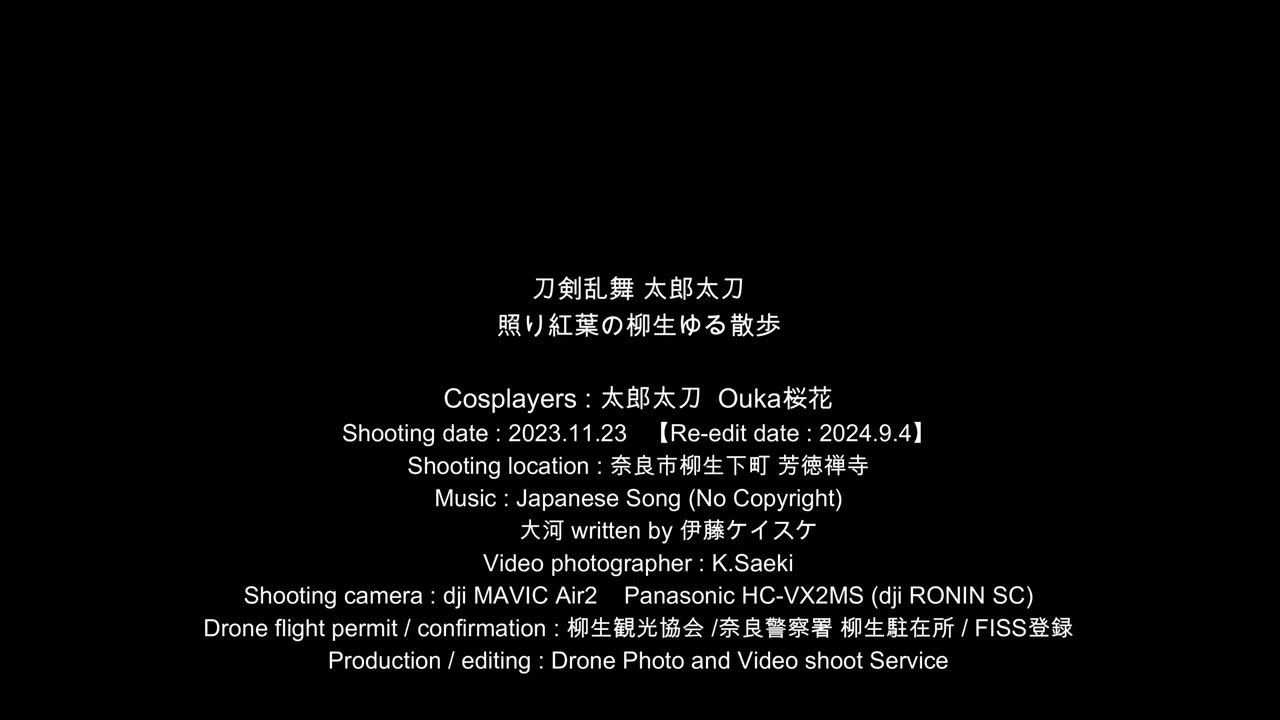 刀剣乱舞 太郎太刀
照り紅葉の柳生ゆる散歩
Cosplayers : 太郎太刀 Ouka桜花
Shooting date : 2023.11.23 【Re-edit date : 2024.9.4】
Shooting location : 奈良市柳生下町 芳徳禅寺
Music : Japanese Song (No Copyright)
大河 written by 伊藤ケイスケ
Video photographer : K.Saeki
Shooting camera : dji MAVIC Air2 Panasonic HC-VX2MS (dji RONIN SC)
Drone flight permit / confirmation : 柳生観光協会 /奈良警察署 柳生駐在所 / FISS登録
Production / editing : Drone Photo and Video shoot Service